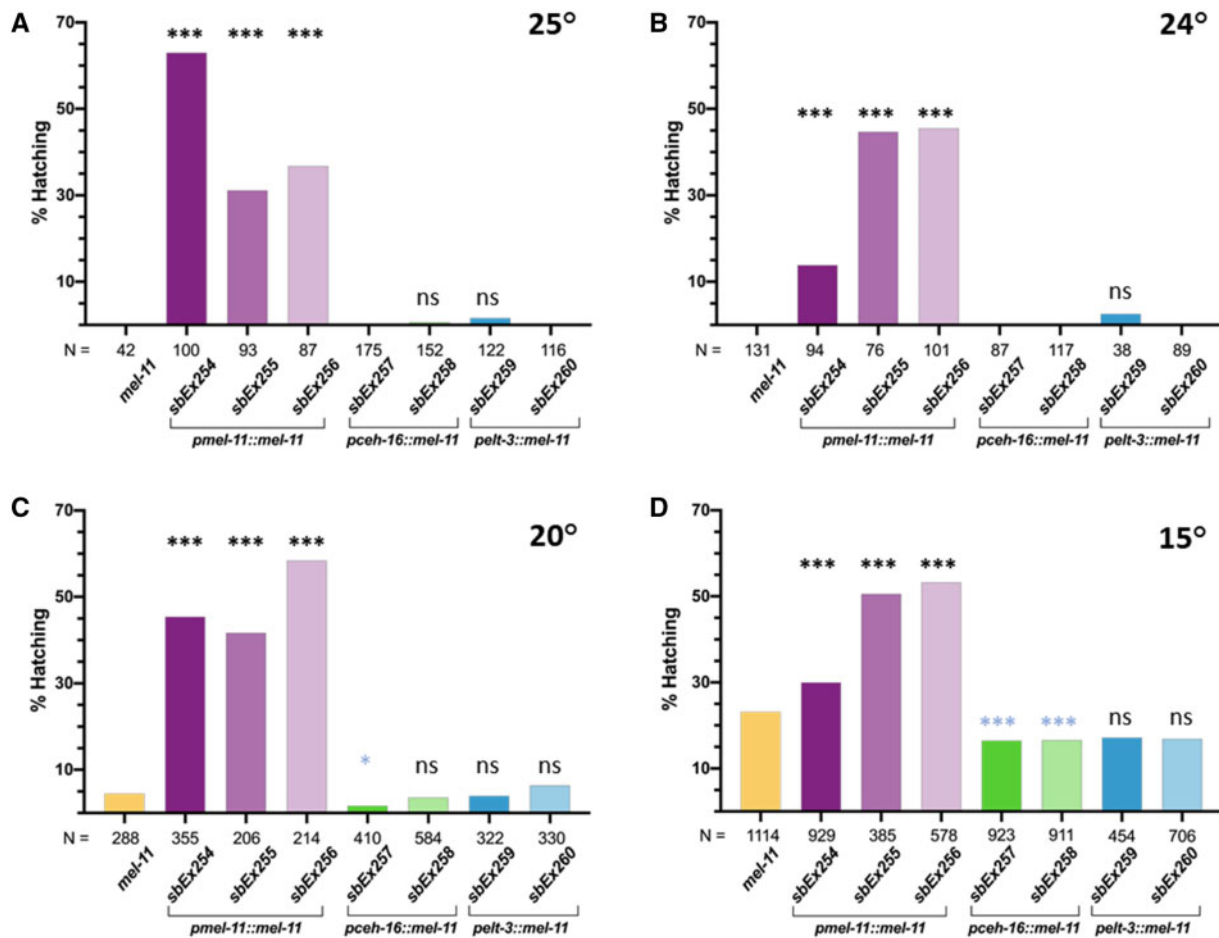 A
25°
70
50
30
10
% Hatching
*** *** ***
ns ns
N = 42 100 93 87 175 152 122 116
mel-11 sbEx254 sbEx255 sbEx256 sbEx257 sbEx258 sbEx259 sbEx260
pmel-11::mel-11 pceh-16::mel-11 pelt-3::mel-11
B
24°
70
50
30
10
% Hatching
*** *** ***
ns
N = 131 94 76 101 87 117 38 89
mel-11 sbEx254 sbEx255 sbEx256 sbEx257 sbEx258 sbEx259 sbEx260
pmel-11::mel-11 pceh-16::mel-11 pelt-3::mel-11
C
20°
70
50
30
10
% Hatching
*** *** ***
* ns ns ns
N = 288 355 206 214 410 584 322 330
mel-11 sbEx254 sbEx255 sbEx256 sbEx257 sbEx258 sbEx259 sbEx260
pmel-11::mel-11 pceh-16::mel-11 pelt-3::mel-11
D
15°
70
50
30
10
% Hatching
*** *** ***
*** *** ns ns
N = 1114 929 385 578 923 911 454 706
mel-11 sbEx254 sbEx255 sbEx256 sbEx257 sbEx258 sbEx259 sbEx260
pmel-11::mel-11 pceh-16::mel-11 pelt-3::mel-11